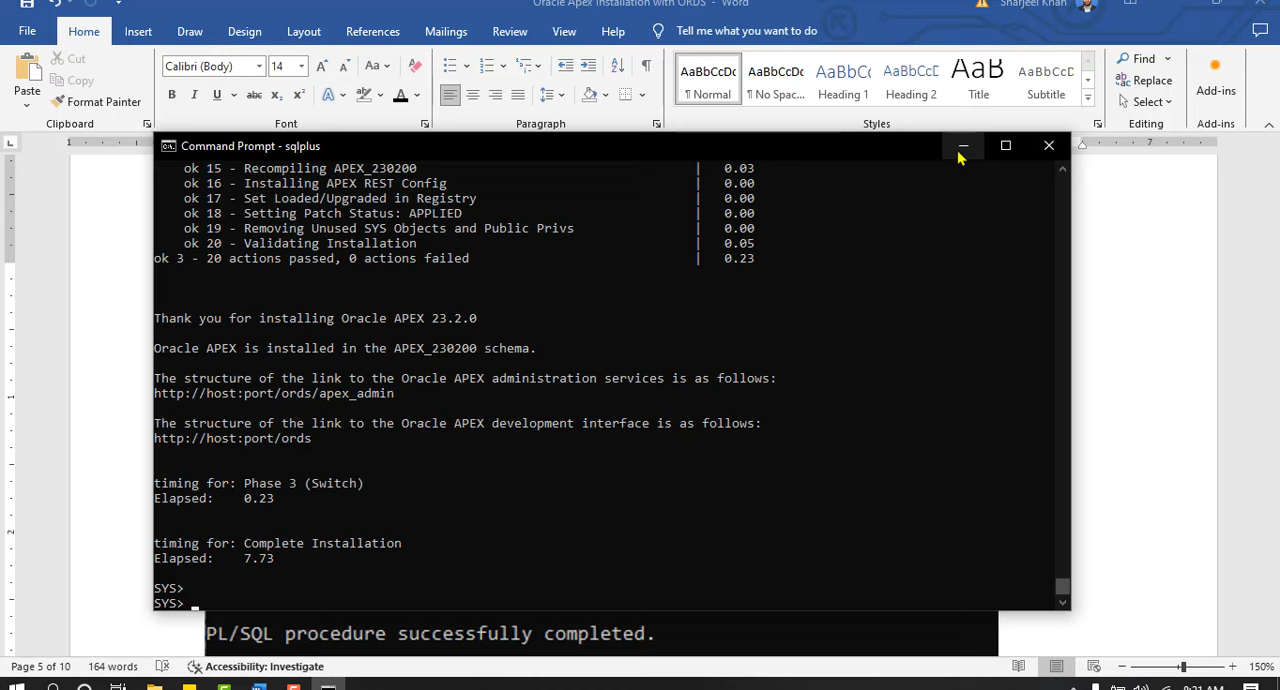 Oracle Apex Installation with ORDS - Word
Sharjeel Khan
File Home Insert Draw Design Layout References Mailings Review View Help Tell me what you want to do
Paste
Cut
Copy
Format Painter
Clipboard
Calibri (Body) 14
Font
Paragraph
AaBbCcDc AaBbCcDc AaBbCcDc AaBbCcDc AaB AaBbCcDc
¶ Normal ¶ No Spac... Heading 1 Heading 2 Title Subtitle
Styles
Find
Replace
Select
Editing
Add-ins
Add-ins
Command Prompt - sqlplus
ok 15 - Recompiling APEX_230200 | 0.03
ok 16 - Installing APEX REST Config | 0.00
ok 17 - Set Loaded/Upgraded in Registry | 0.00
ok 18 - Setting Patch Status: APPLIED | 0.00
ok 19 - Removing Unused SYS Objects and Public Privs | 0.00
ok 20 - Validating Installation | 0.05
ok 3 - 20 actions passed, 0 actions failed | 0.23
Thank you for installing Oracle APEX 23.2.0
Oracle APEX is installed in the APEX_230200 schema.
The structure of the link to the Oracle APEX administration services is as follows:
http://host:port/ords/apex_admin
The structure of the link to the Oracle APEX development interface is as follows:
http://host:port/ords
timing for: Phase 3 (Switch)
Elapsed: 0.23
timing for: Complete Installation
Elapsed: 7.73
SYS>
SYS>
PL/SQL procedure successfully completed.
Page 5 of 10 164 words Accessibility: Investigate 150%